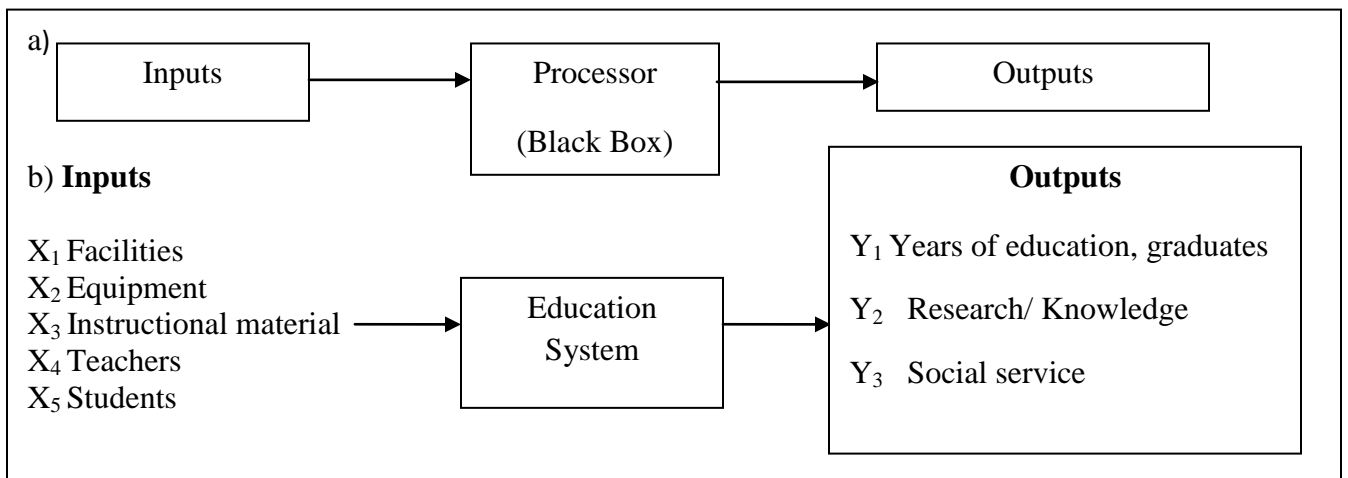 a)
Inputs
Processor
(Black Box)
Outputs
b) Inputs
X₁ Facilities
X₂ Equipment
X₃ Instructional material
X₄ Teachers
X₅ Students
Education
System
Outputs
Y₁ Years of education, graduates
Y₂ Research/ Knowledge
Y₃ Social service